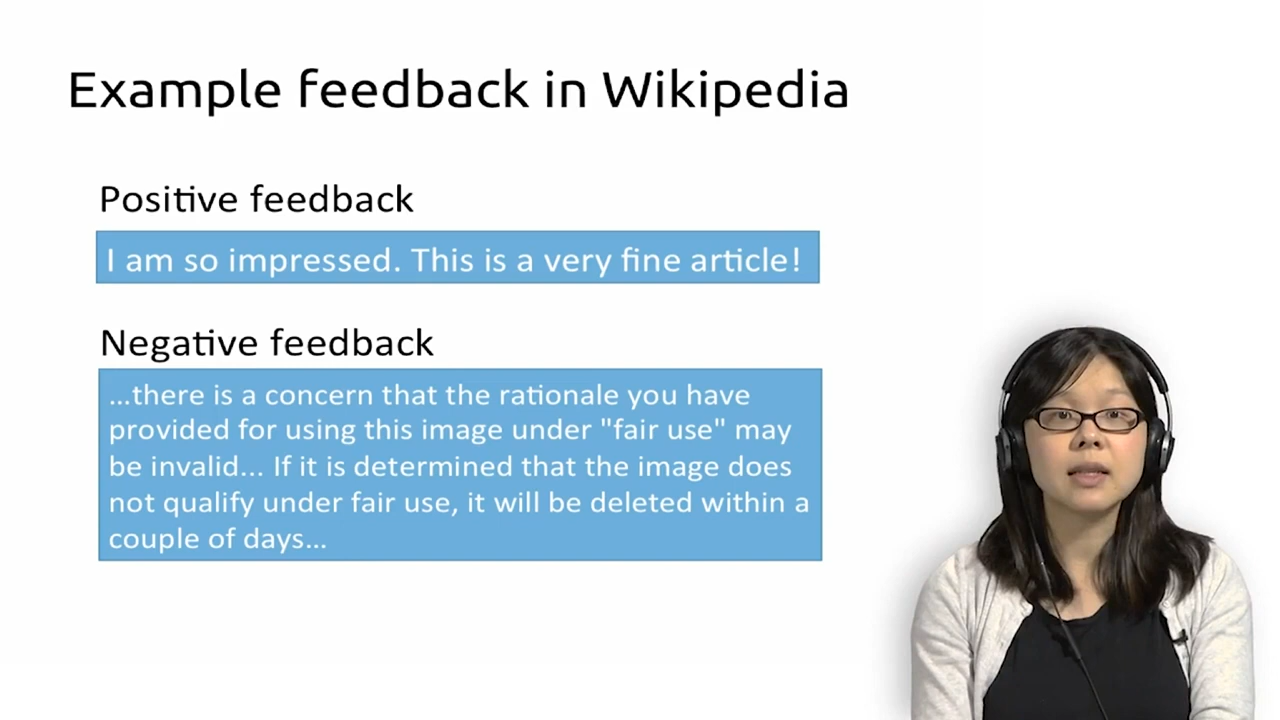 Example feedback in Wikipedia
Positive feedback
I am so impressed. This is a very fine article!
Negative feedback
...there is a concern that the rationale you have
provided for using this image under "fair use" may
be invalid... If it is determined that the image does
not qualify under fair use, it will be deleted within a
couple of days...